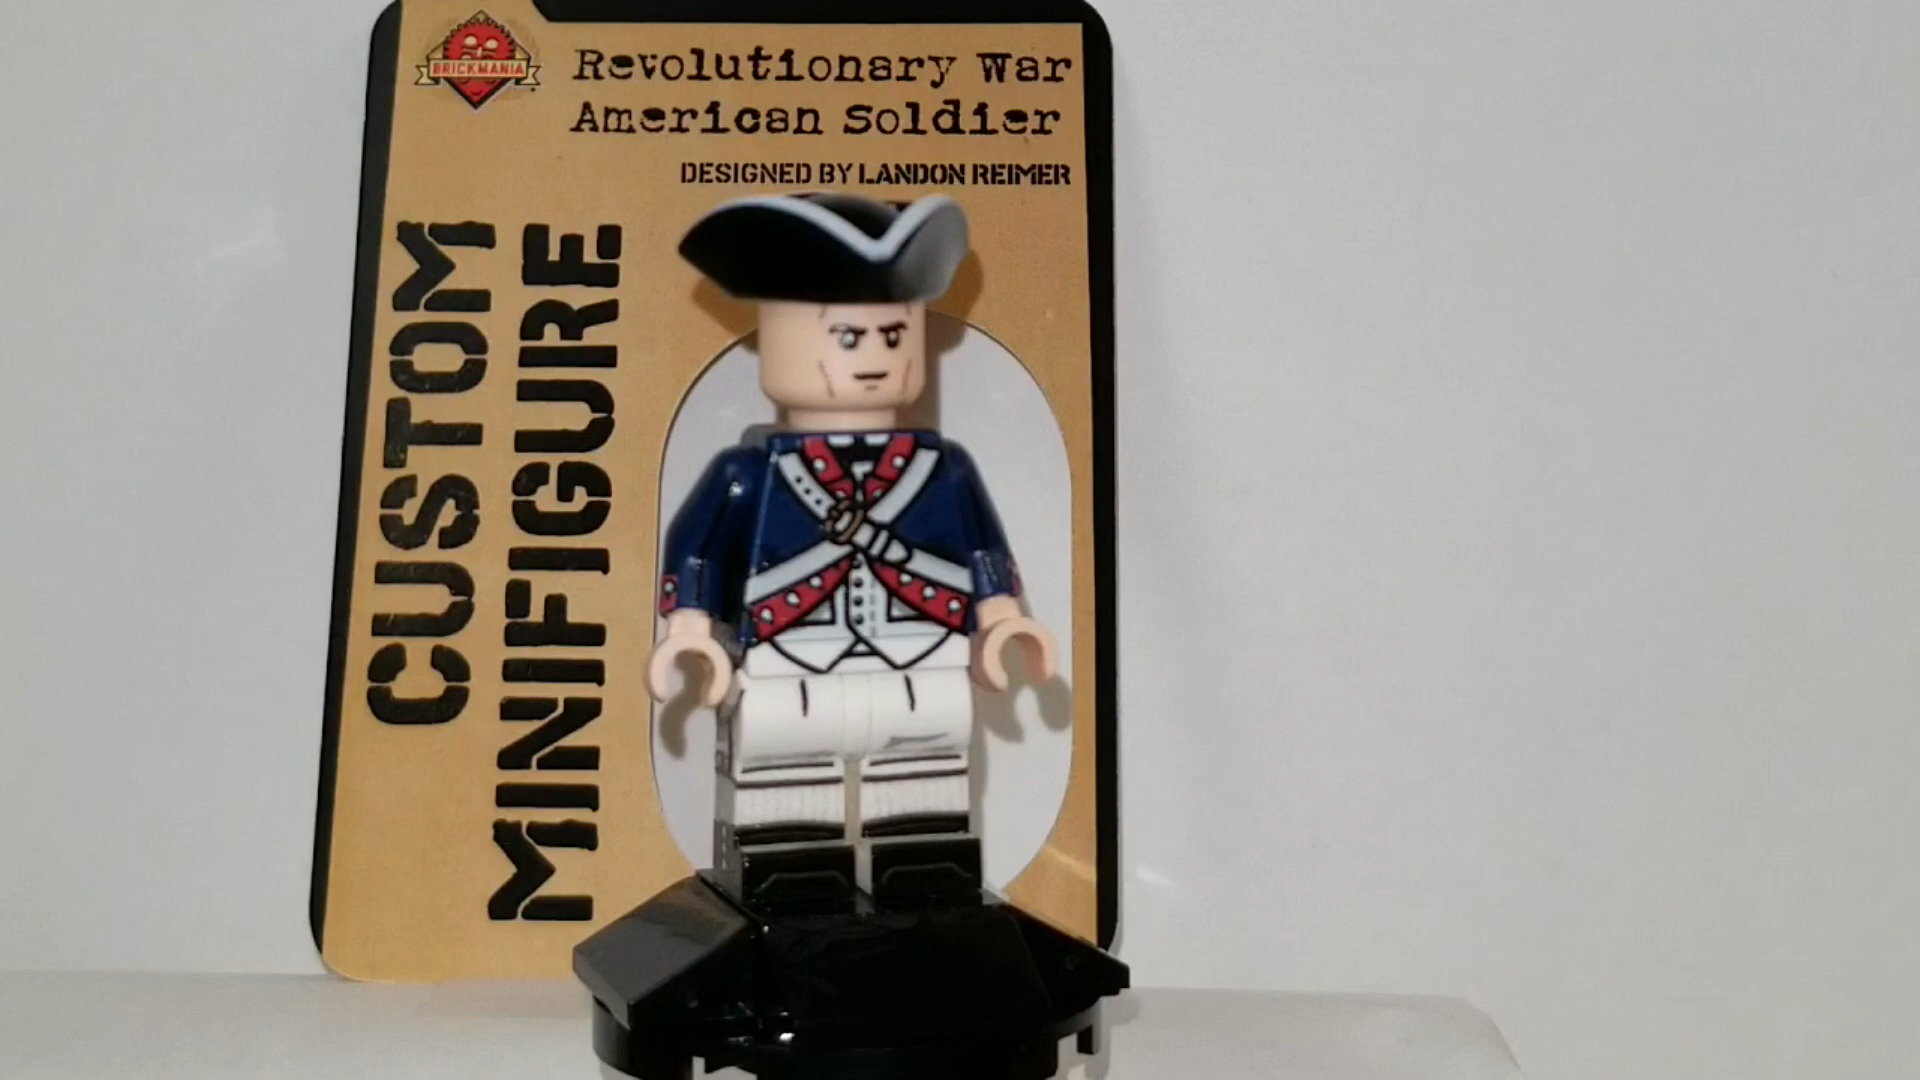 BRICKMANIA
Revolutionary War
American Soldier
DESIGNED BY LANDON REIMER
CUSTOM
MINIFIGURE